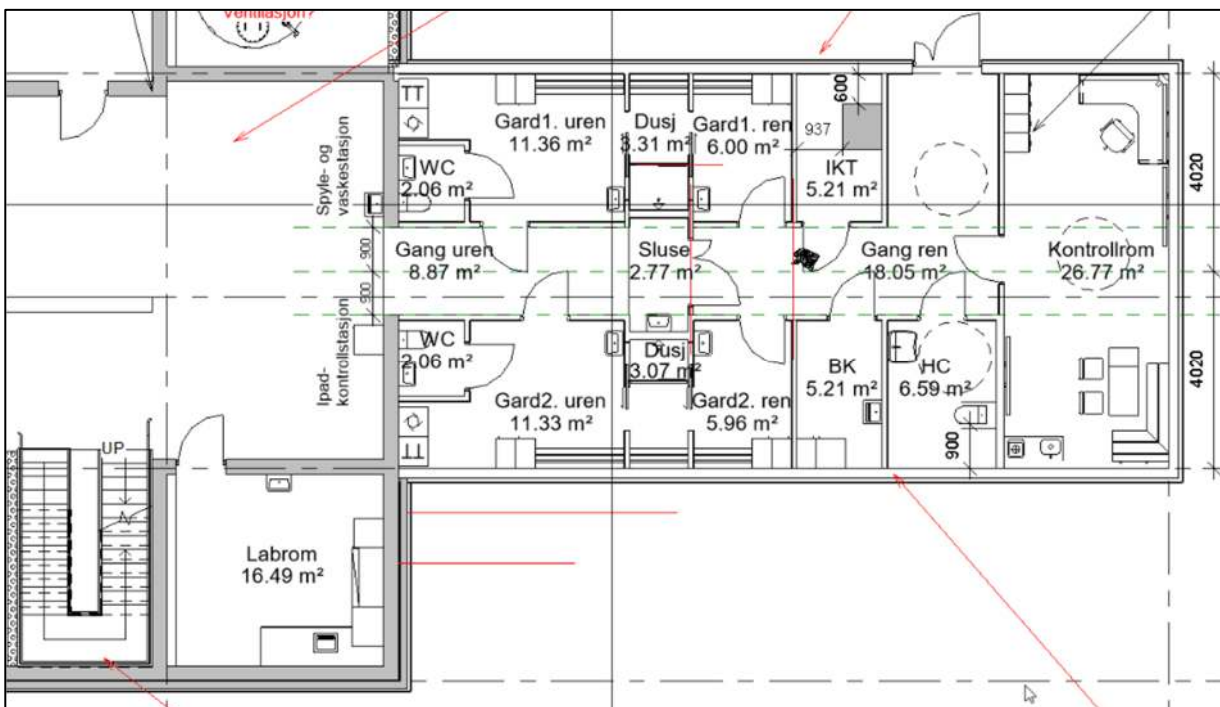 Ventilasjon?
TT
Gard1. uren
11.36 m²
Dusj
3.31 m²
Gard1. ren
6.00 m²
600
937
IKT
5.21 m²
WC
2.06 m²
Spyle- og
vaskestasjon
4020
Gang uren
8.87 m²
900
900
Sluse
2.77 m²
Gang ren
18.05 m²
Kontrollrom
26.77 m²
WC
2.06 m²
Ipad-
kontrollstasjon
Dusj
3.07 m²
BK
5.21 m²
HC
6.59 m²
4020
Gard2. uren
11.33 m²
Gard2. ren
5.96 m²
900
TT
UP
Labrom
16.49 m²